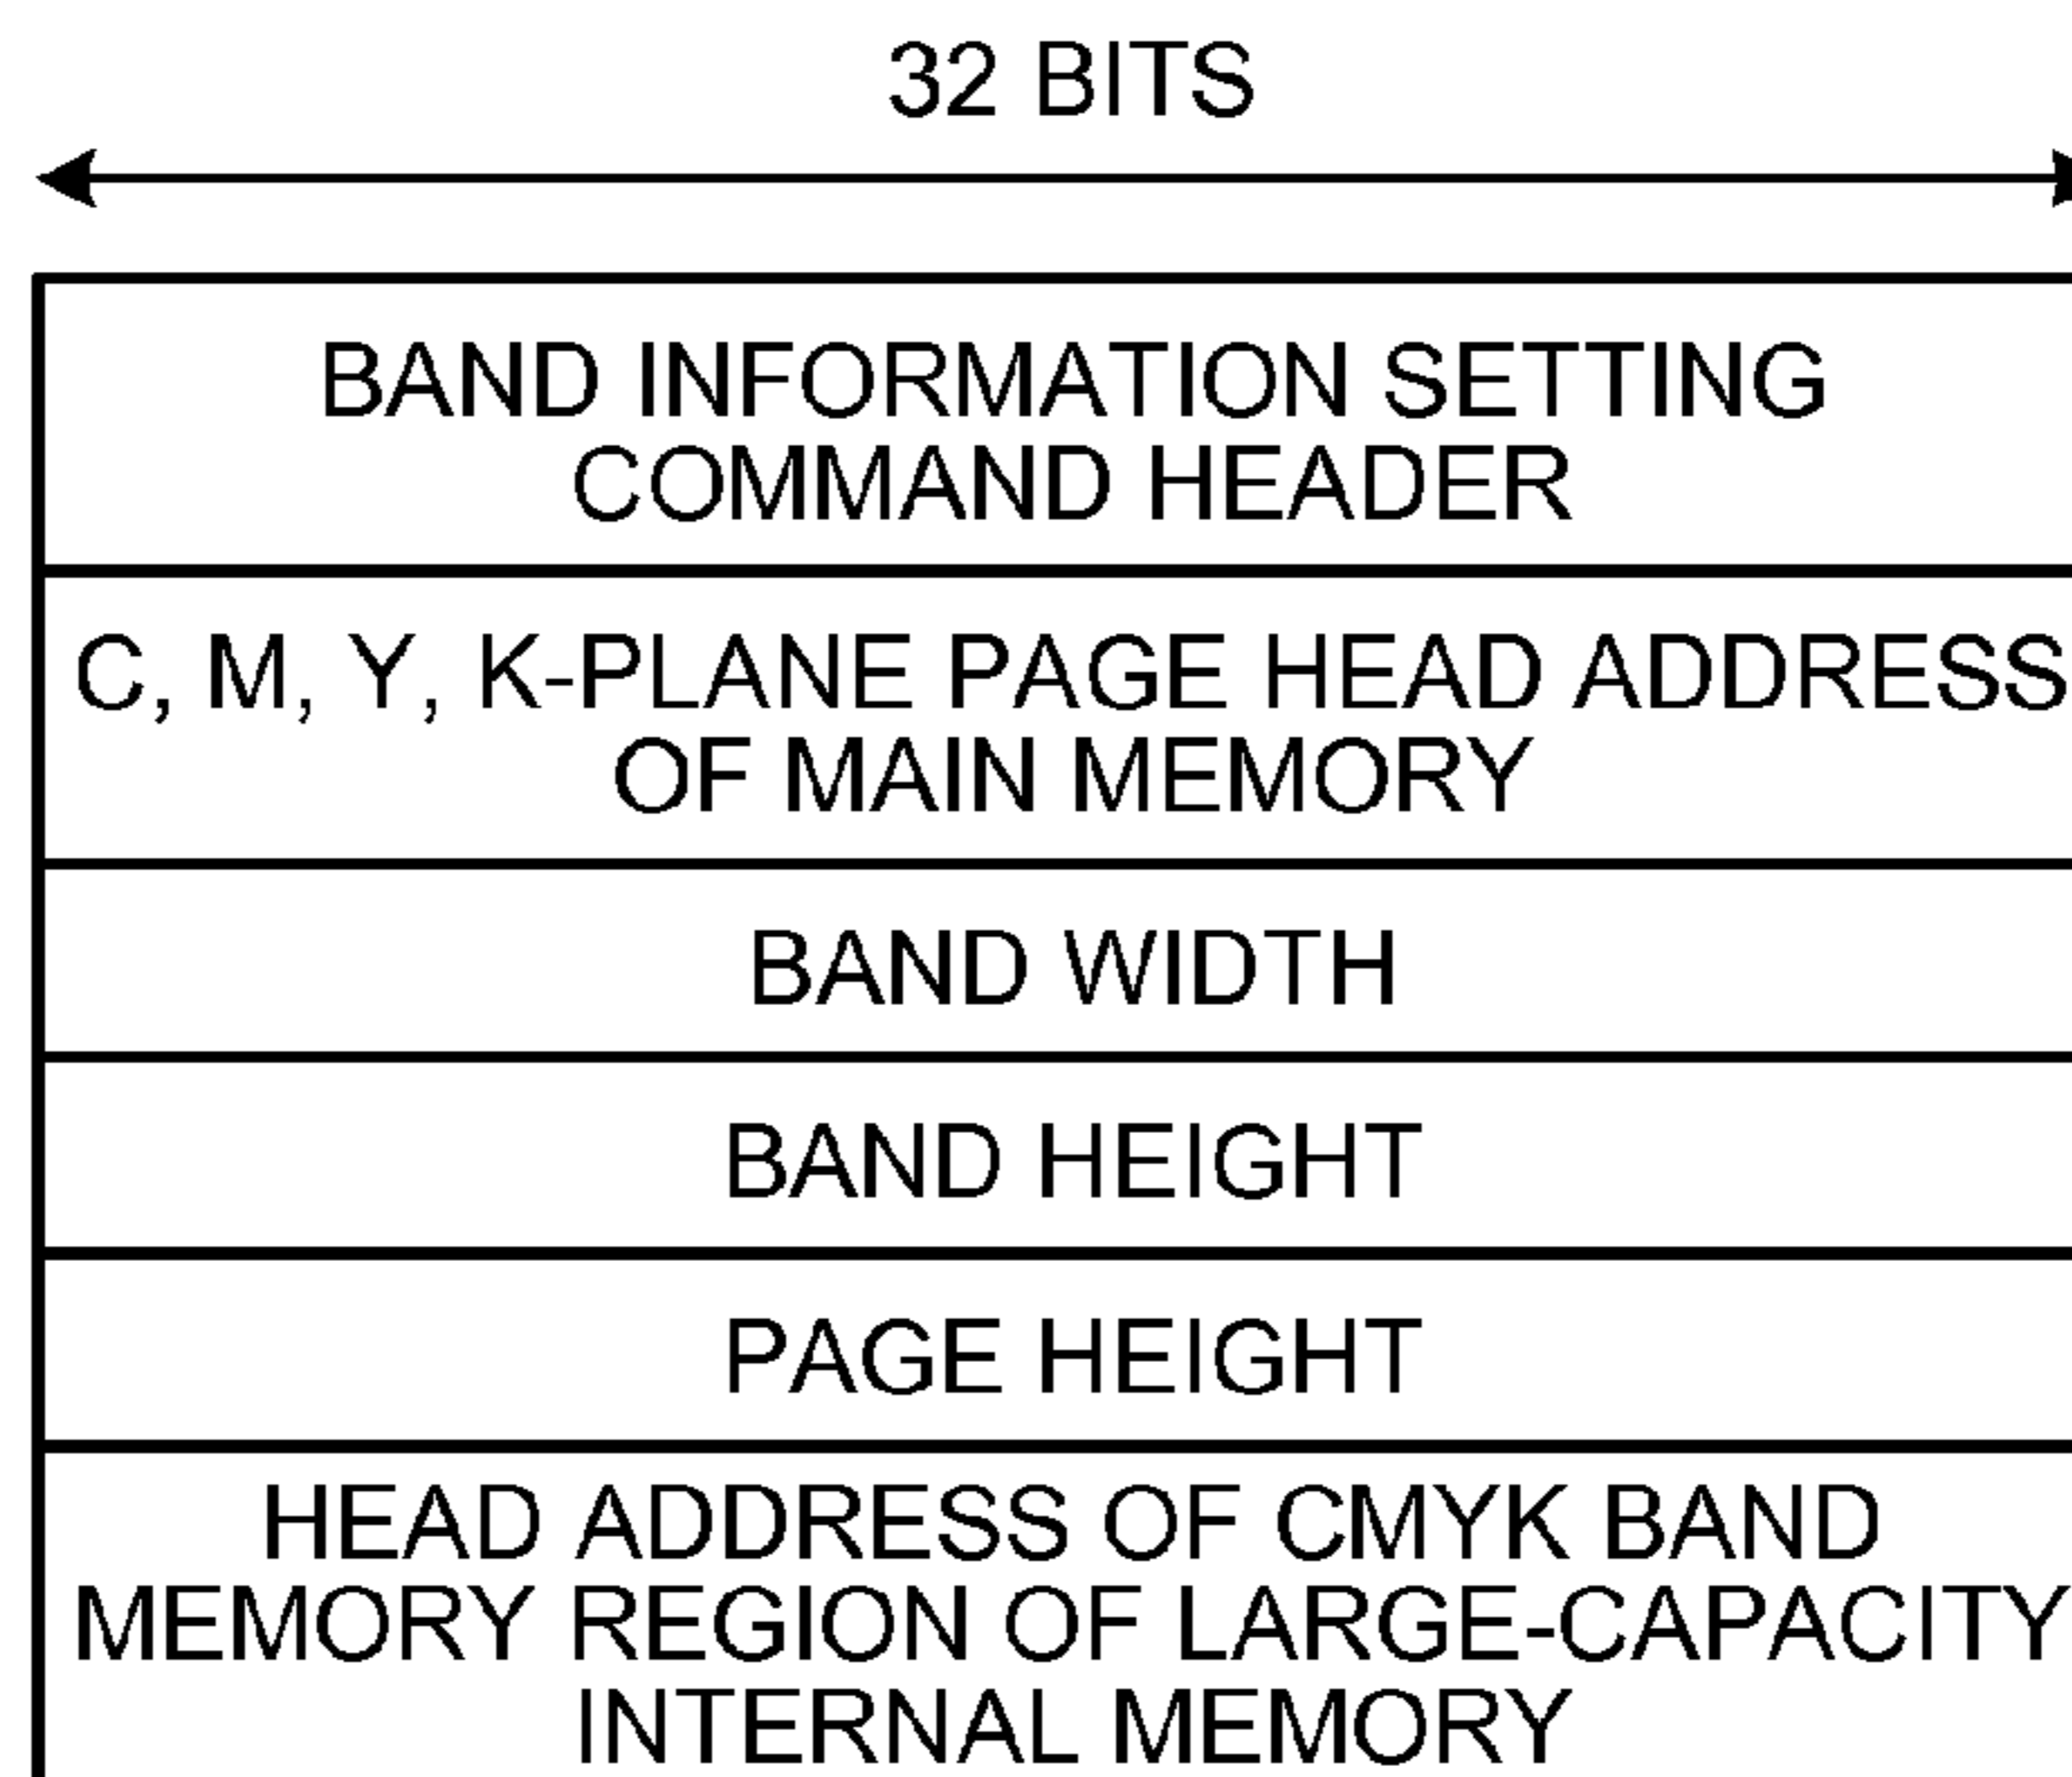 32 BITS
BAND INFORMATION SETTING
COMMAND HEADER
C, M, Y, K-PLANE PAGE HEAD ADDRESS
OF MAIN MEMORY
BAND WIDTH
BAND HEIGHT
PAGE HEIGHT
HEAD ADDRESS OF CMYK BAND
MEMORY REGION OF LARGE-CAPACITY
INTERNAL MEMORY